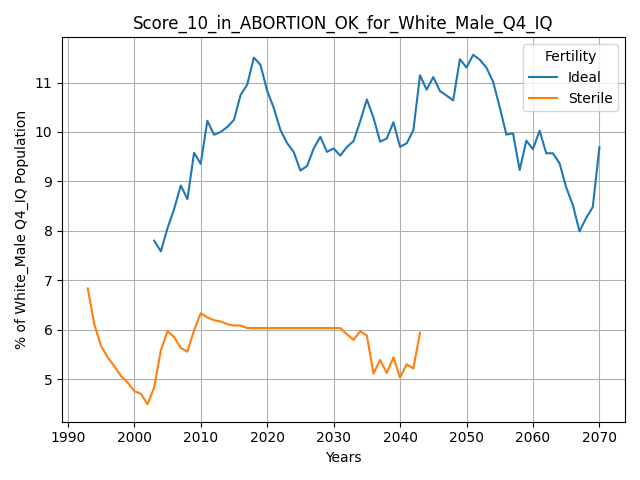 Score_10_in_ABORTION_OK_for_White_Male_Q4_IQ
Fertility
Ideal
Sterile
% of White_Male Q4_IQ Population
11
10
9
8
7
6
5
1990 2000 2010 2020 2030 2040 2050 2060 2070
Years